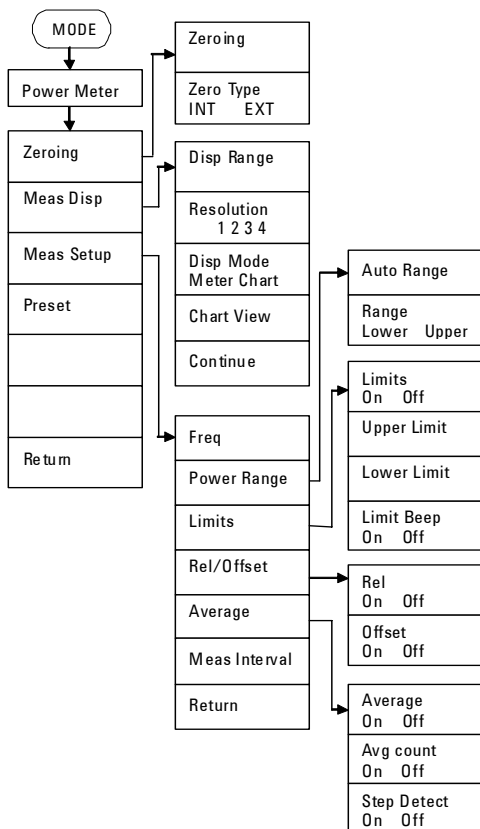 MODE
Power Meter
Zeroing
Meas Disp
Meas Setup
Preset
Return
Zeroing
Zero Type
INT EXT
Disp Range
Resolution
1 2 3 4
Disp Mode
Meter Chart
Chart View
Continue
Freq
Power Range
Limits
Rel/Offset
Average
Meas Interval
Return
Auto Range
Range
Lower Upper
Limits
On Off
Upper Limit
Lower Limit
Limit Beep
On Off
Rel
On Off
Offset
On Off
Average
On Off
Avg count
On Off
Step Detect
On Off